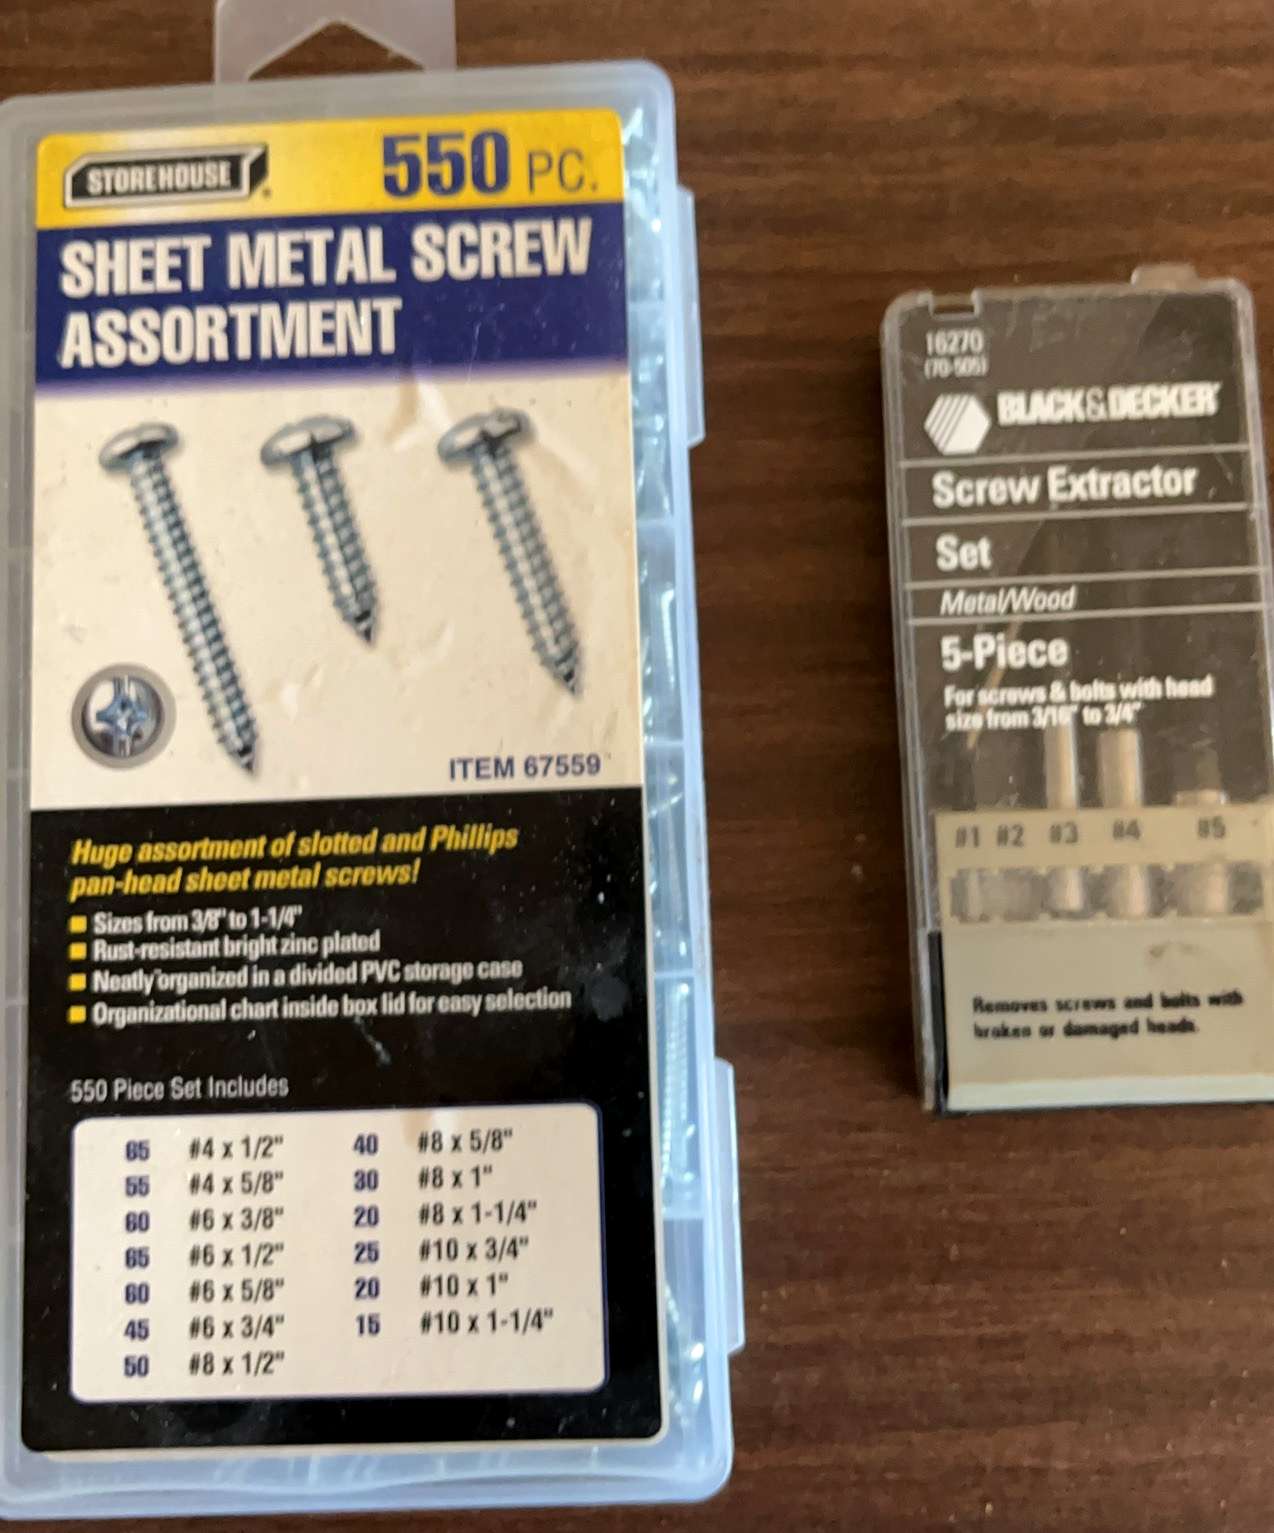 STOREHOUSE
550 PC.
SHEET METAL SCREW
ASSORTMENT
ITEM 67559
Huge assortment of slotted and Phillips
pan-head sheet metal screws!
Sizes from 3/8" to 1-1/4"
Rust-resistant bright zinc plated
Neatly organized in a divided PVC storage case
Organizational chart inside box lid for easy selection
550 Piece Set Includes
65 #4 x 1/2" 40 #8 x 5/8"
55 #4 x 5/8" 30 #8 x 1"
60 #6 x 3/8" 20 #8 x 1-1/4"
65 #6 x 1/2" 25 #10 x 3/4"
60 #6 x 5/8" 20 #10 x 1"
45 #6 x 3/4" 15 #10 x 1-1/4"
50 #8 x 1/2"
16270
(70-505)
BLACK&DECKER
Screw Extractor
Set
Metal/Wood
5-Piece
For screws & bolts with head
size from 3/16" to 3/4"
#1 #2 #3 #4 #5
Removes screws and bolts with
broken or damaged heads.